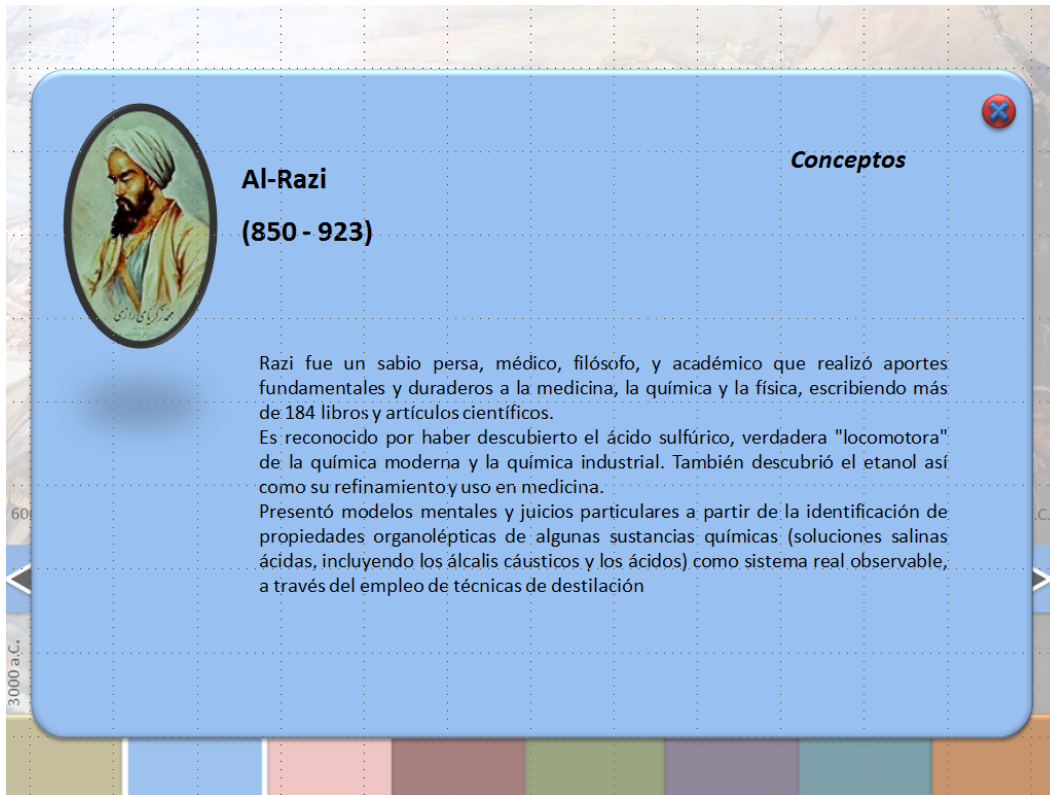 Conceptos
Al-Razi
(850 - 923)
Razi fue un sabio persa, médico, filósofo, y académico que realizó aportes
fundamentales y duraderos a la medicina, la química y la física, escribiendo más
de 184 libros y artículos científicos.
Es reconocido por haber descubierto el ácido sulfúrico, verdadera "locomotora"
de la química moderna y la química industrial. También descubrió el etanol así
como su refinamiento y uso en medicina.
Presentó modelos mentales y juicios particulares a partir de la identificación de
propiedades organolépticas de algunas sustancias químicas (soluciones salinas
ácidas, incluyendo los álcalis cáusticos y los ácidos) como sistema real observable,
a través del empleo de técnicas de destilación
3000 a.C.